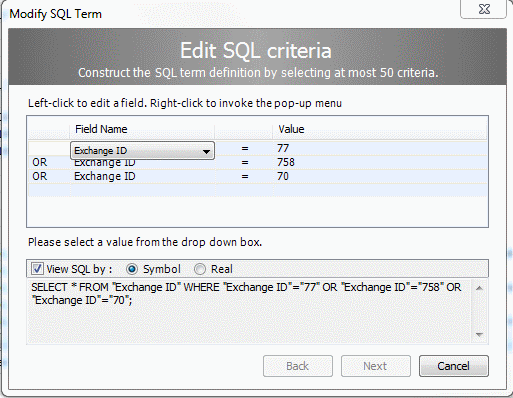 Modify SQL Term
Edit SQL criteria
Construct the SQL term definition by selecting at most 50 criteria.
Left-click to edit a field. Right-click to invoke the pop-up menu
Field Name Value
Exchange ID = 77
OR Exchange ID = 758
OR Exchange ID = 70
Please select a value from the drop down box.
View SQL by : Symbol Real
SELECT * FROM "Exchange ID" WHERE "Exchange ID"="77" OR "Exchange ID"="758" OR
"Exchange ID"="70";
Back Next Cancel